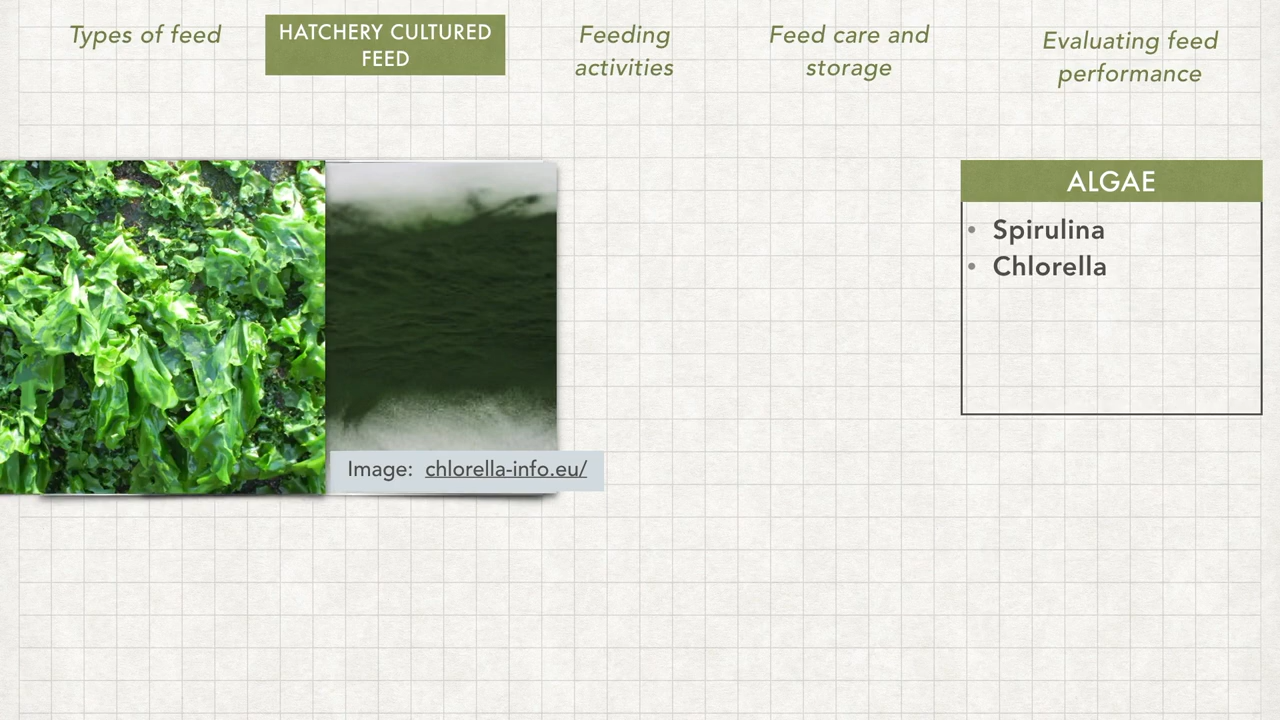 Types of feed
HATCHERY CULTURED
FEED
Feeding
activities
Feed care and
storage
Evaluating feed
performance
ALGAE
• Spirulina
• Chlorella
Image: chlorella-info.eu/